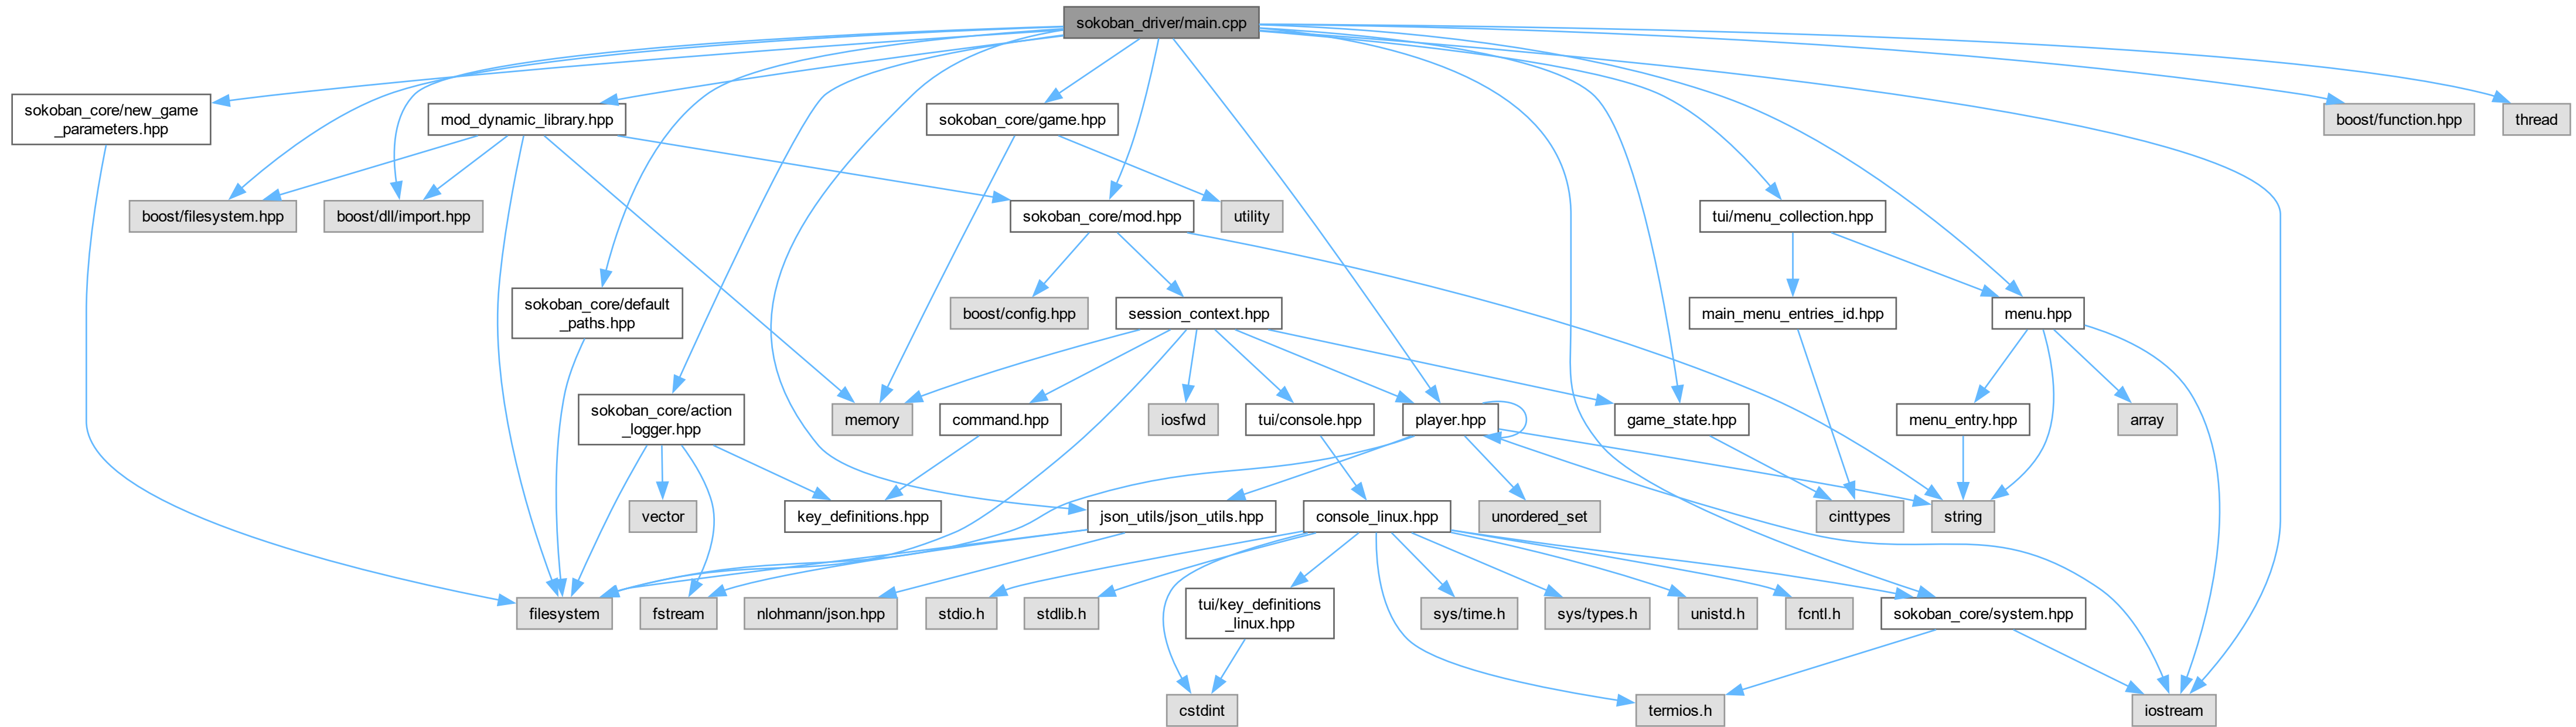 sokoban_driver/main.cpp
sokoban_core/new_game
_parameters.hpp
mod_dynamic_library.hpp
sokoban_core/game.hpp
boost/function.hpp
thread
boost/filesystem.hpp
boost/dll/import.hpp
sokoban_core/mod.hpp
utility
tui/menu_collection.hpp
sokoban_core/default
_paths.hpp
boost/config.hpp
session_context.hpp
main_menu_entries_id.hpp
menu.hpp
sokoban_core/action
_logger.hpp
memory
command.hpp
iosfwd
tui/console.hpp
player.hpp
game_state.hpp
menu_entry.hpp
array
vector
key_definitions.hpp
json_utils/json_utils.hpp
console_linux.hpp
unordered_set
cinttypes
string
filesystem
fstream
nlohmann/json.hpp
stdio.h
stdlib.h
tui/key_definitions
_linux.hpp
sys/time.h
sys/types.h
unistd.h
fcntl.h
sokoban_core/system.hpp
cstdint
termios.h
iostream